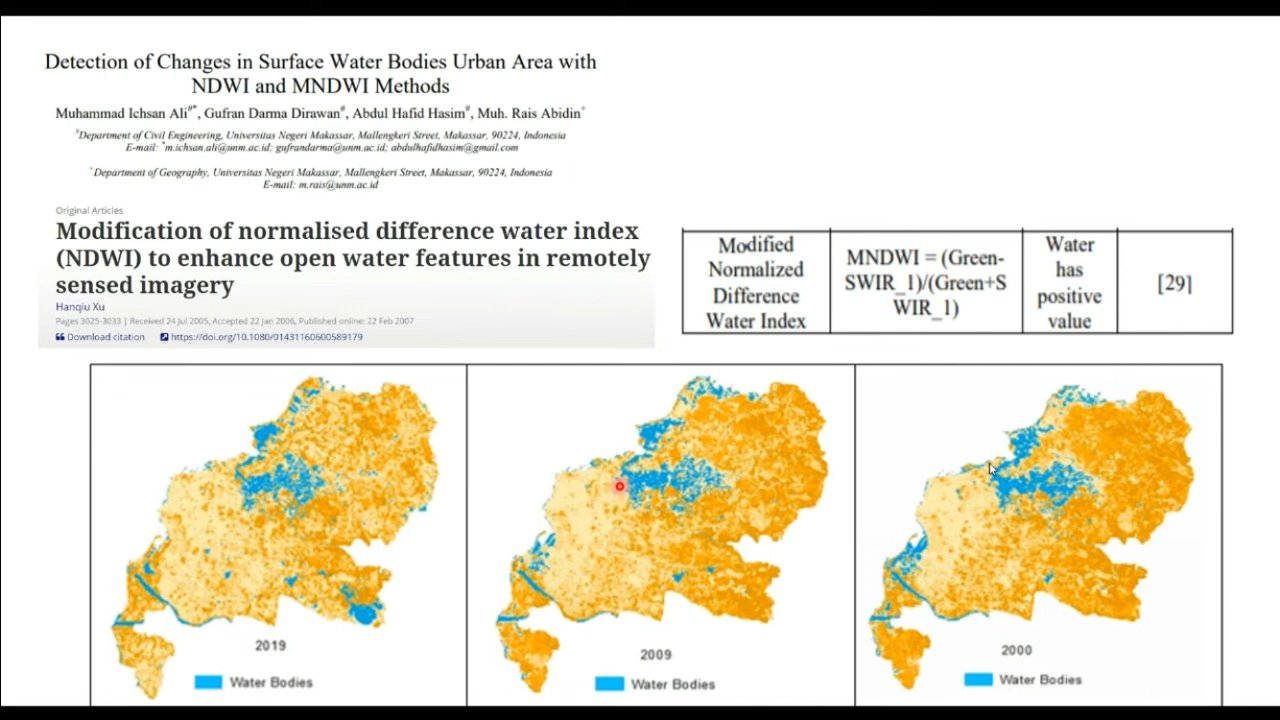 Detection of Changes in Surface Water Bodies Urban Area with
NDWI and MNDWI Methods
Muhammad Ichsan Ali#*, Gufran Darma Dirawan#, Abdul Hafid Hasim#, Muh. Rais Abidin+
#Department of Civil Engineering, Universitas Negeri Makassar, Mallengkeri Street, Makassar, 90224, Indonesia
E-mail: *m.ichsan.ali@unm.ac.id; gufrandarma@unm.ac.id; abdulhafidhasim@gmail.com
+Department of Geography, Universitas Negeri Makassar, Mallengkeri Street, Makassar, 90224, Indonesia
E-mail: m.rais@unm.ac.id
Original Articles
Modification of normalised difference water index
(NDWI) to enhance open water features in remotely
sensed imagery
Hanqiu Xu
Pages 3025-3033 | Received 24 Jul 2005, Accepted 22 Jan 2006, Published online: 22 Feb 2007
Download citation https://doi.org/10.1080/01431160600589179
Modified
Normalized
Difference
Water Index
MNDWI = (Green-
SWIR_1)/(Green+S
WIR_1)
Water
has
positive
value
[29]
2019
Water Bodies
2009
Water Bodies
2000
Water Bodies